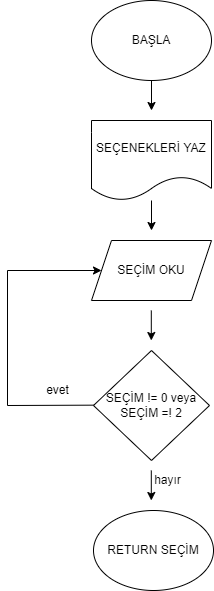 BAŞLA
SEÇENEKLERİ YAZ
SEÇİM OKU
evet
SEÇİM != 0 veya
SEÇİM =! 2
hayır
RETURN SEÇİM